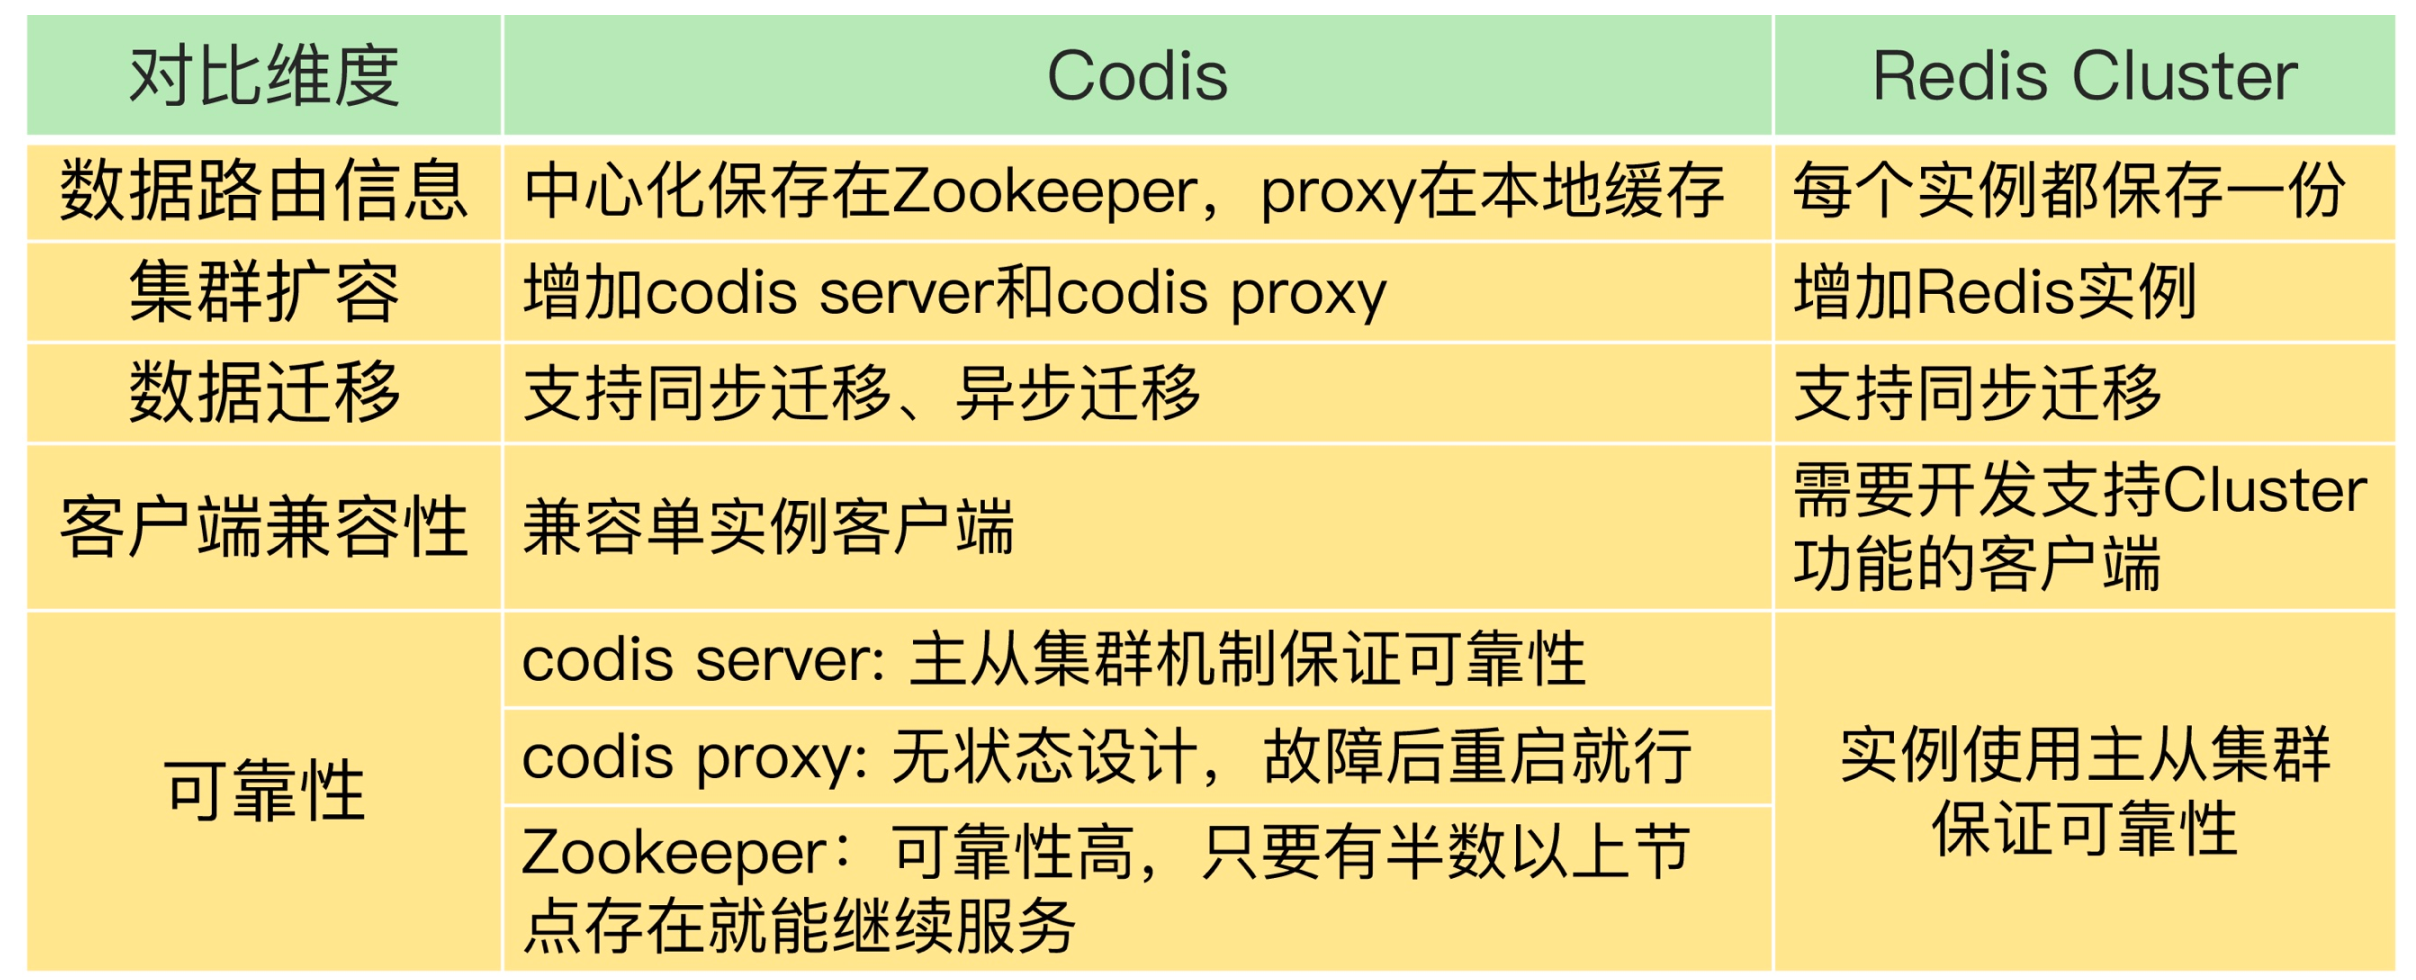 对比维度
Codis
Redis Cluster
数据路由信息
中心化保存在Zookeeper，proxy在本地缓存
每个实例都保存一份
集群扩容
增加codis server和codis proxy
增加Redis实例
数据迁移
支持同步迁移、异步迁移
支持同步迁移
客户端兼容性
兼容单实例客户端
需要开发支持Cluster
功能的客户端
可靠性
codis server: 主从集群机制保证可靠性
codis proxy: 无状态设计，故障后重启就行
Zookeeper：可靠性高，只要有半数以上节
点存在就能继续服务
实例使用主从集群
保证可靠性